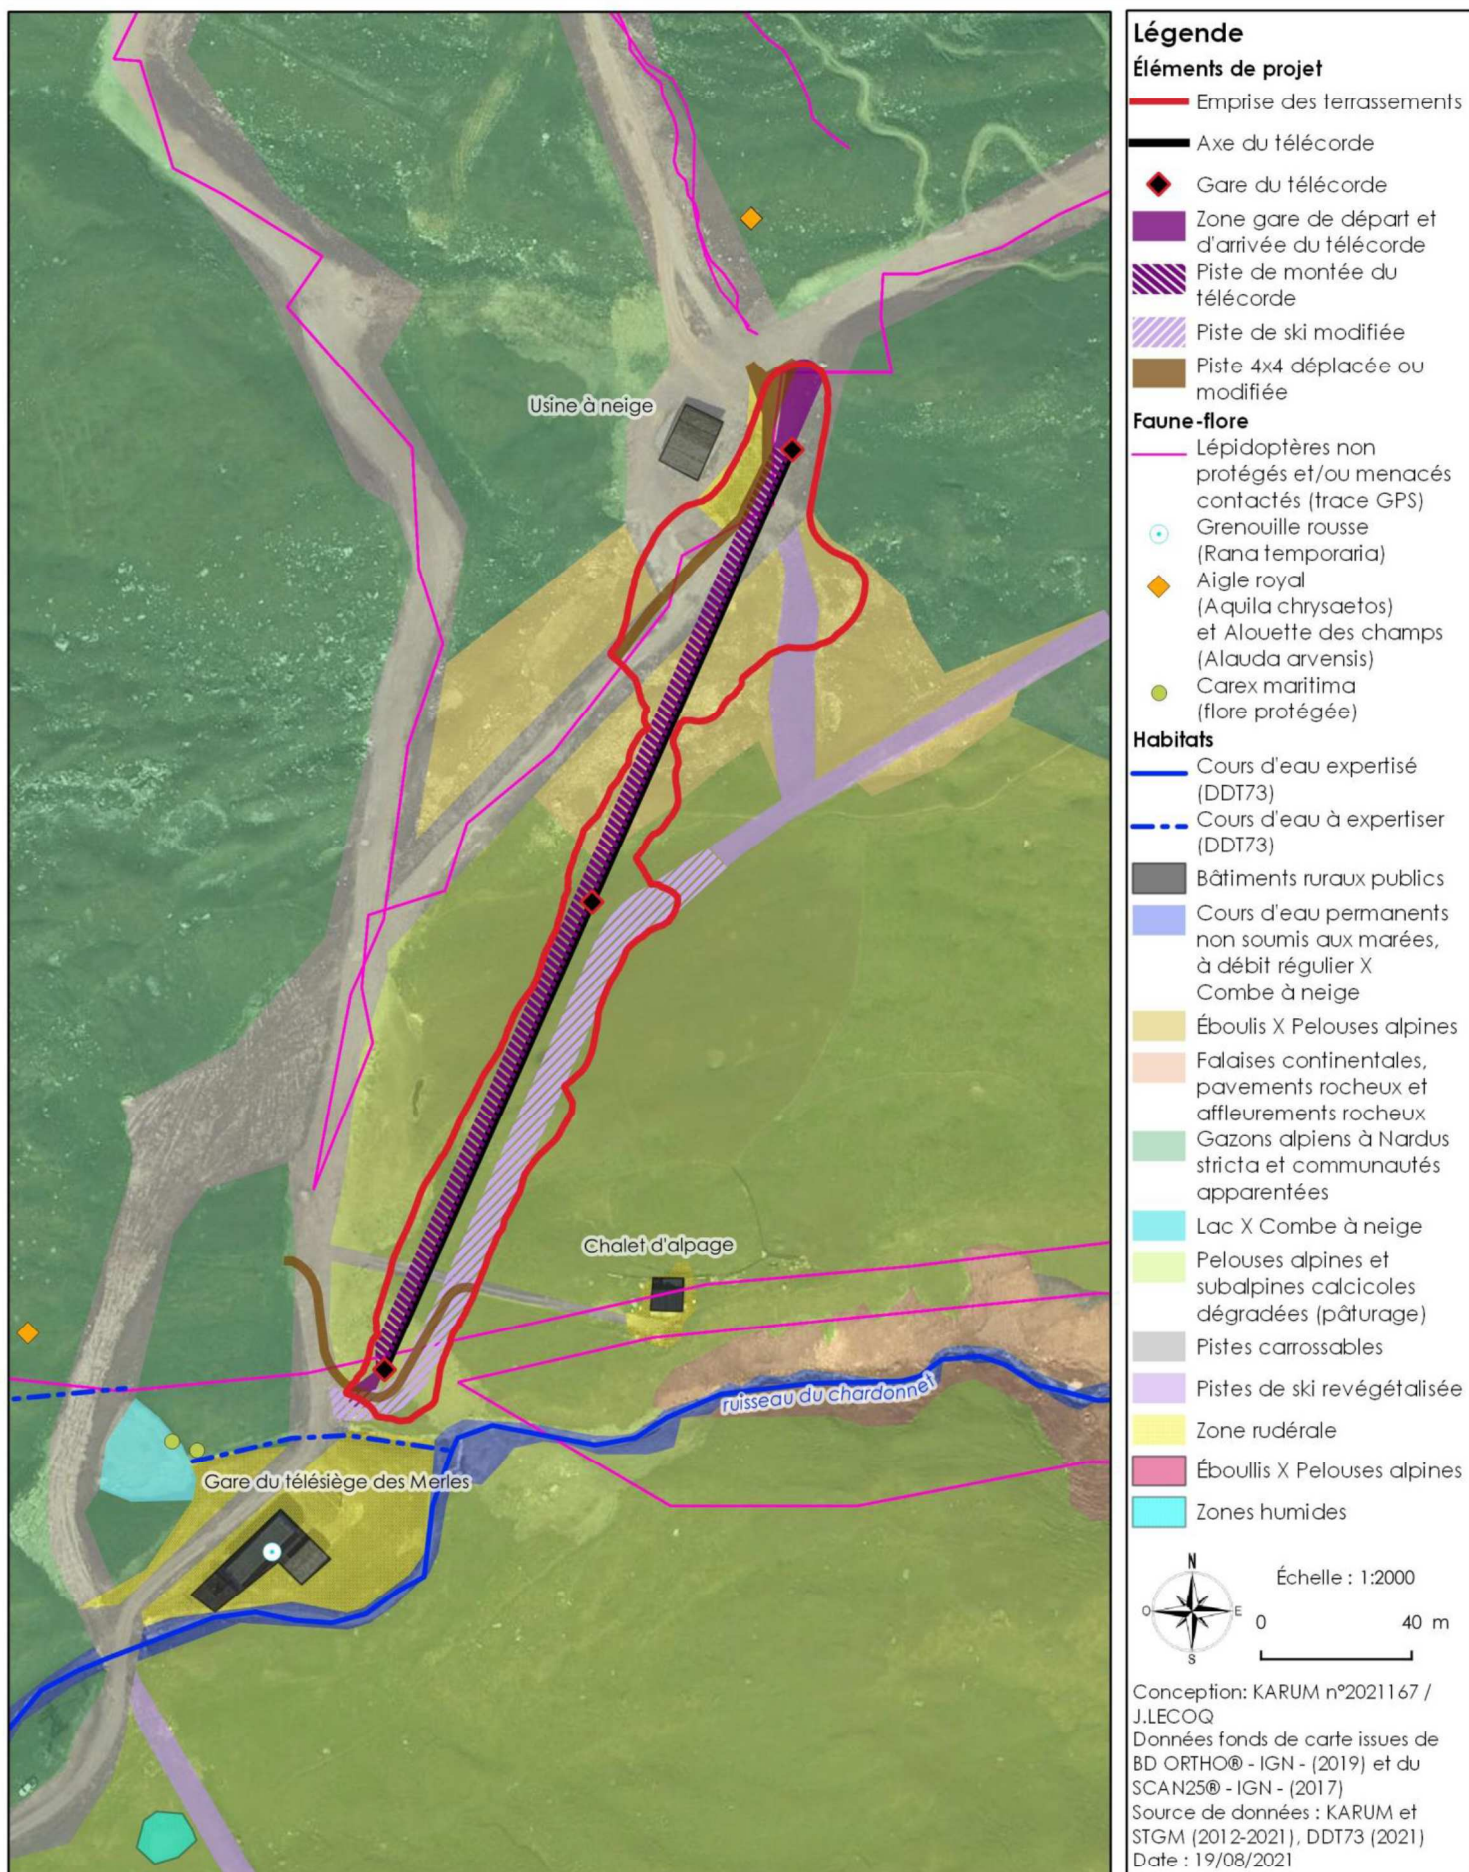 Usine à neige
Chalet d'alpage
ruisseau du chardonnet
Gare du télésiège des Merles
Légende
Éléments de projet
Emprise des terrassements
Axe du télécorde
Gare du télécorde
Zone gare de départ et
d'arrivée du télécorde
Piste de montée du
télécorde
Piste de ski modifiée
Piste 4x4 déplacée ou
modifiée
Faune-flore
Lépidoptères non
protégés et/ou menacés
contactés (trace GPS)
Grenouille rousse
(Rana temporaria)
Aigle royal
(Aquila chrysaetos)
et Alouette des champs
(Alauda arvensis)
Carex maritima
(flore protégée)
Habitats
Cours d'eau expertisé
(DDT73)
Cours d'eau à expertiser
(DDT73)
Bâtiments ruraux publics
Cours d'eau permanents
non soumis aux marées,
à débit régulier X
Combe à neige
Éboulis X Pelouses alpines
Falaises continentales,
pavements rocheux et
affleurements rocheux
Gazons alpiens à Nardus
stricta et communautés
apparentées
Lac X Combe à neige
Pelouses alpines et
subalpines calcicoles
dégradées (pâturage)
Pistes carrossables
Pistes de ski revégétalisée
Zone rudérale
Éboullis X Pelouses alpines
Zones humides
N
O E
S
Échelle : 1:2000
0 40 m
Conception: KARUM n°2021167 /
J.LECOQ
Données fonds de carte issues de
BD ORTHO® - IGN - (2019) et du
SCAN25® - IGN - (2017)
Source de données : KARUM et
STGM (2012-2021), DDT73 (2021)
Date : 19/08/2021